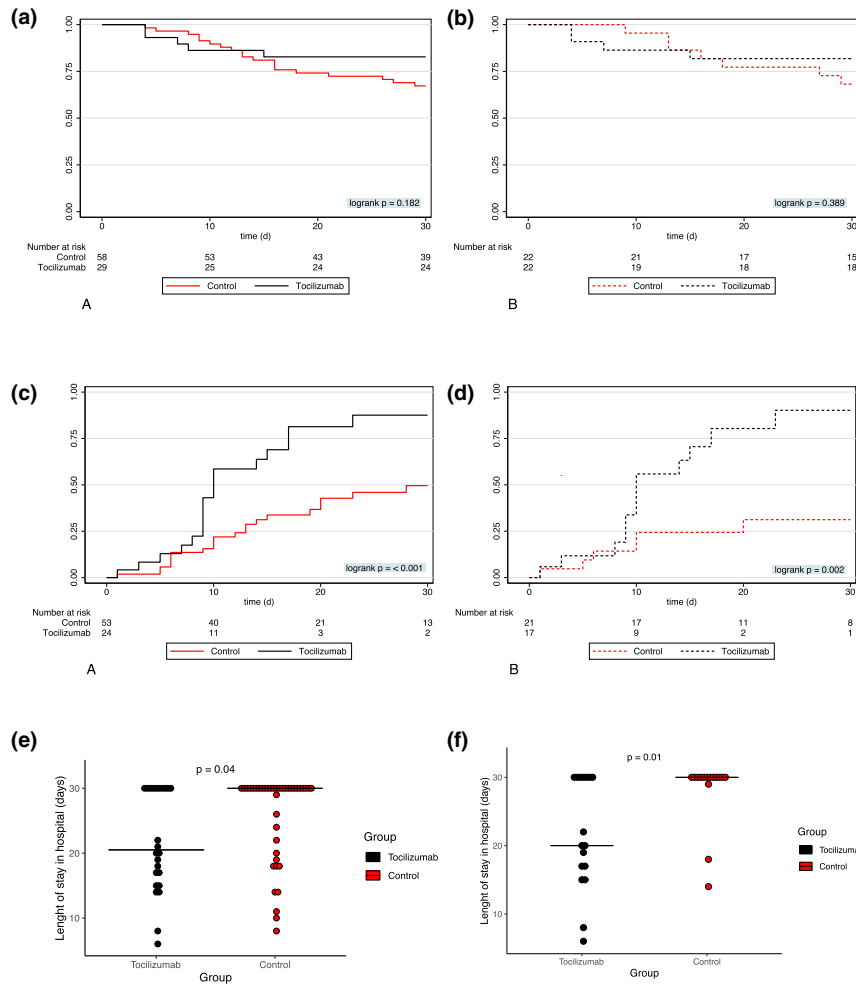 (a)
1.00
0.75
0.50
0.25
0.00
logrank p = 0.182
0 10 20 30
time (d)
Number at risk
Control 58 53 43 39
Tocilizumab 29 25 24 24
Control Tocilizumab
A
(b)
1.00
0.75
0.50
0.25
0.00
logrank p = 0.389
0 10 20 30
time (d)
Number at risk
22 21 17 15
22 19 18 18
Control Tocilizumab
B
(c)
1.00
0.75
0.50
0.25
0.00
logrank p = < 0.001
0 10 20 30
time (d)
Number at risk
Control 53 40 21 13
Tocilizumab 24 11 3 2
Control Tocilizumab
A
(d)
1.00
0.75
0.50
0.25
0.00
logrank p = 0.002
0 10 20 30
time (d)
Number at risk
21 17 11 8
17 9 2 1
Control Tocilizumab
B
(e)
p = 0.04
Lenght of stay in hospital (days)
30
20
10
Tocilizumab Control
Group
Group
Tocilizumab
Control
(f)
p = 0.01
Lenght of stay in hospital (days)
30
20
10
Tocilizumab Control
Group
Group
Tocilizumab
Control